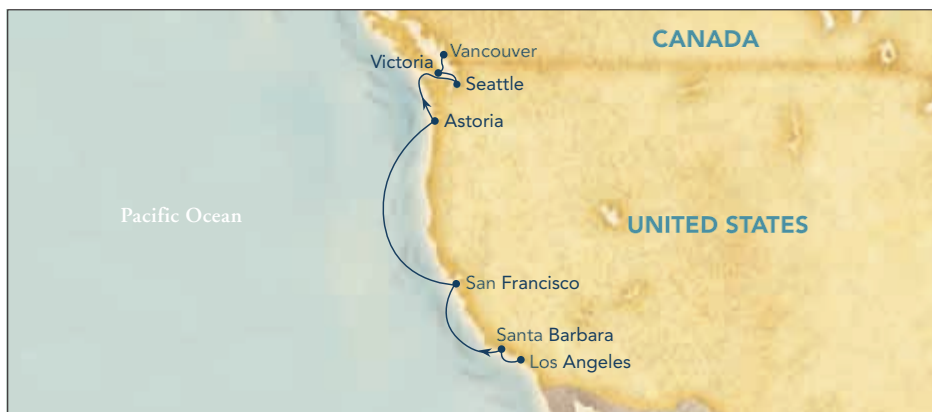 CANADA
Vancouver
Victoria
Seattle
Astoria
Pacific Ocean
UNITED STATES
San Francisco
Santa Barbara
Los Angeles